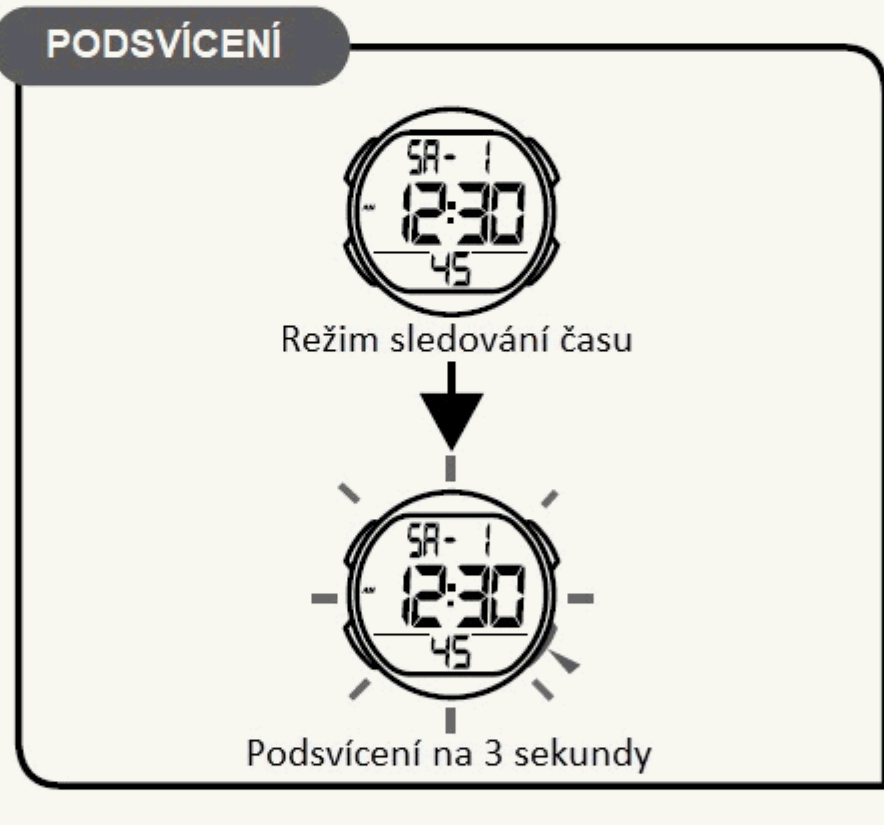 PODSVÍCENÍ
SA- 1
12:30
45
Režim sledování času
SA- 1
12:30
45
Podsvícení na 3 sekundy